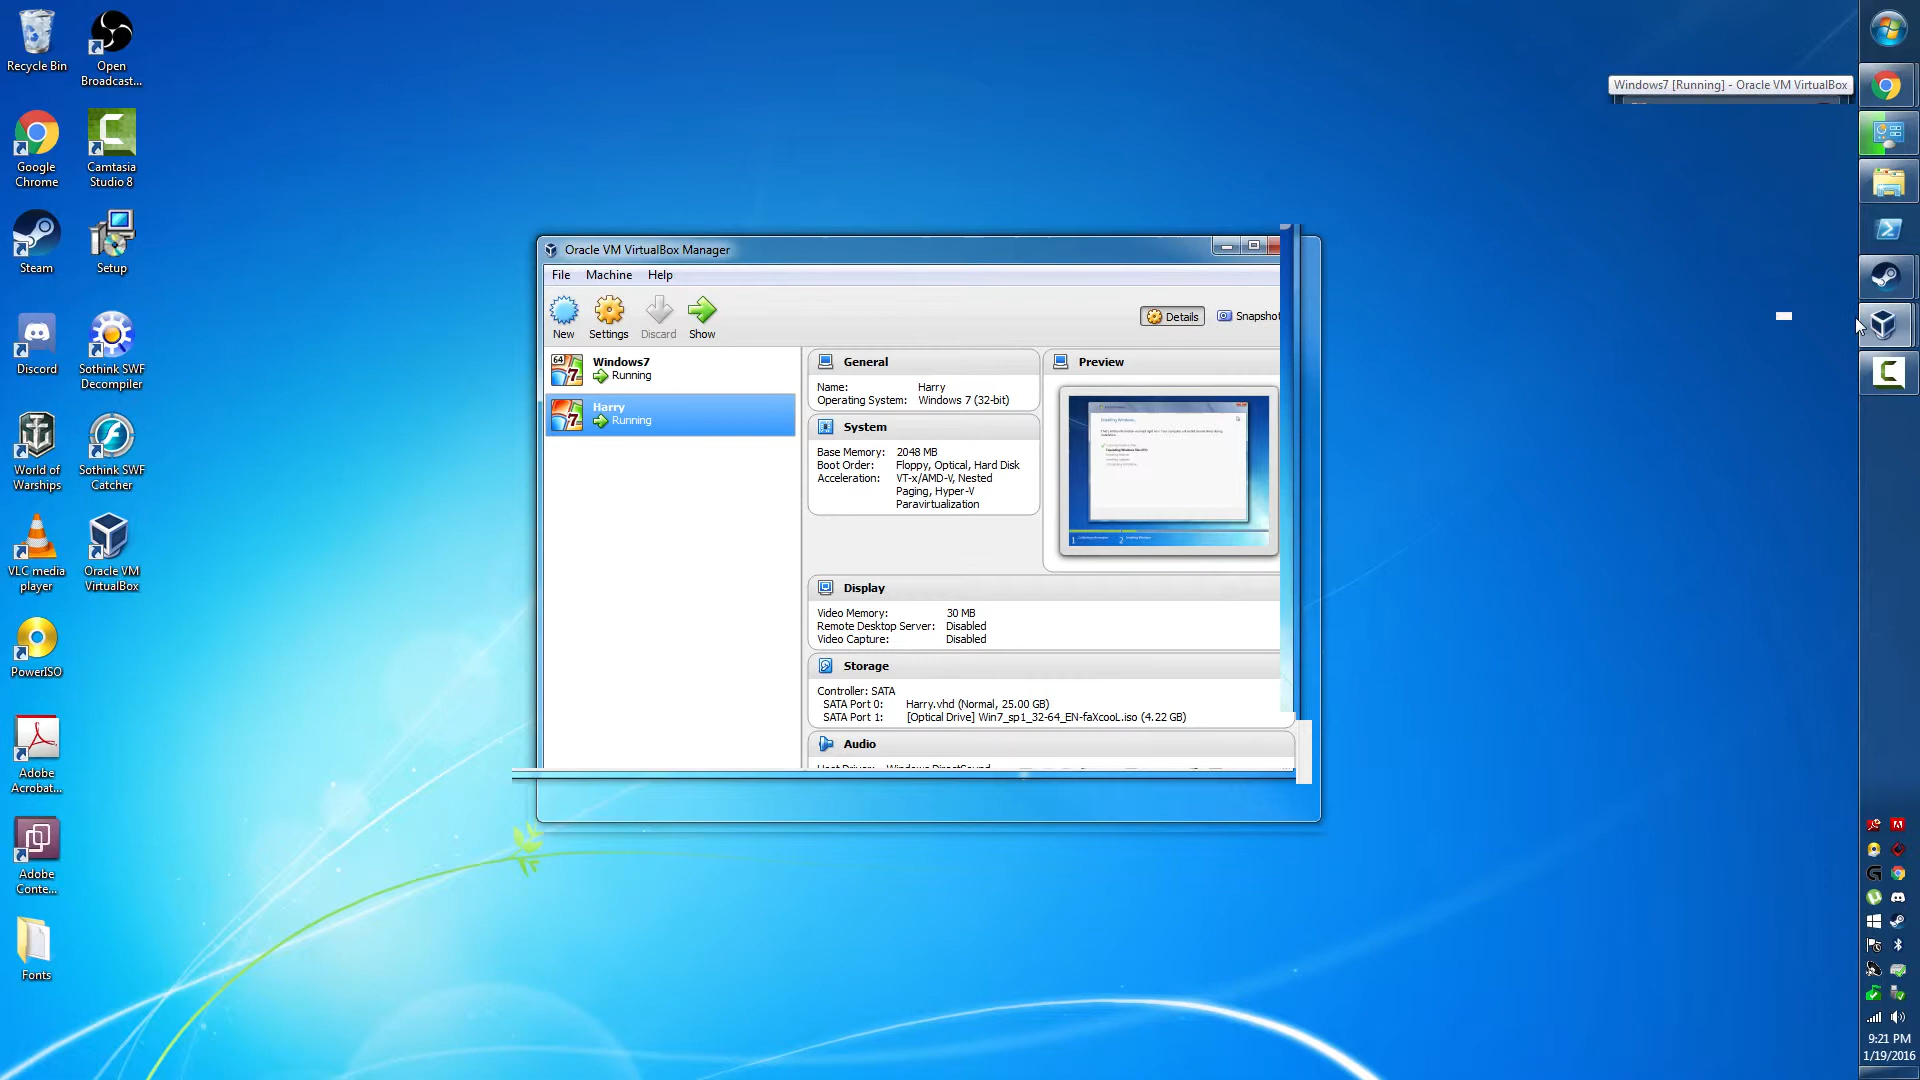 Recycle Bin
Open
Broadcast...
Google
Chrome
Camtasia
Studio 8
Steam
Setup
Discord
Sothink SWF
Decompiler
World of
Warships
Sothink SWF
Catcher
VLC media
player
Oracle VM
VirtualBox
PowerISO
Adobe
Acrobat...
Adobe
Conte...
Fonts
Oracle VM VirtualBox Manager
File Machine Help
New Settings Discard Show
Details Snapshot
Windows7
Running
Harry
Running
General
Name: Harry
Operating System: Windows 7 (32-bit)
System
Base Memory: 2048 MB
Boot Order: Floppy, Optical, Hard Disk
Acceleration: VT-x/AMD-V, Nested
Paging, Hyper-V
Paravirtualization
Preview
Display
Video Memory: 30 MB
Remote Desktop Server: Disabled
Video Capture: Disabled
Storage
Controller: SATA
SATA Port 0: Harry.vhd (Normal, 25.00 GB)
SATA Port 1: [Optical Drive] Win7_sp1_32-64_EN-faXcooL.iso (4.22 GB)
Audio
Host Driver: Windows DirectSound
Windows7 [Running] - Oracle VM VirtualBox
9:21 PM
1/19/2016